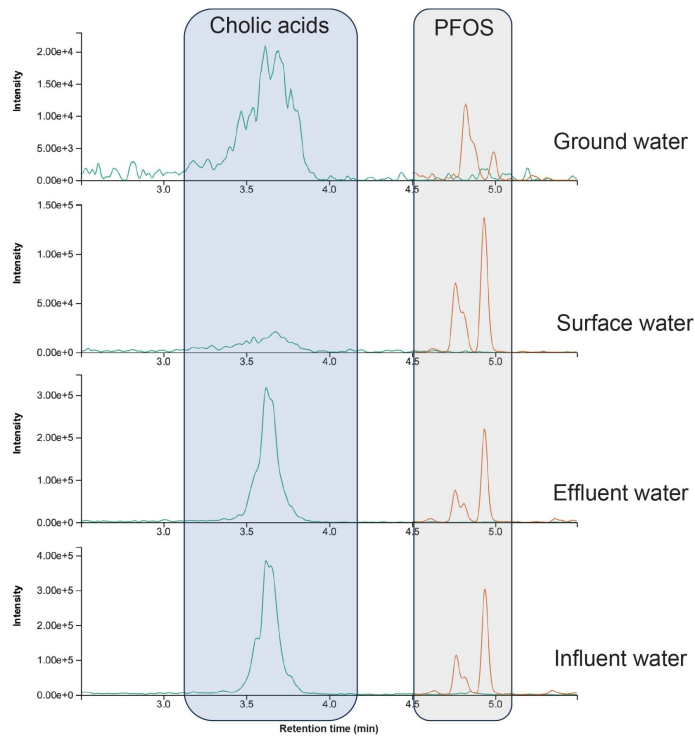 Cholic acids
PFOS
Intensity
2.00e+4
1.50e+4
1.00e+4
5.00e+3
0.00e+0
3.0
3.5
4.0
4.5
5.0
Ground water
Intensity
1.50e+5
1.00e+5
5.00e+4
0.00e+0
3.0
3.5
4.0
4.5
5.0
Surface water
Intensity
3.00e+5
2.00e+5
1.00e+5
0.00e+0
3.0
3.5
4.0
4.5
5.0
Effluent water
Intensity
4.00e+5
3.00e+5
2.00e+5
1.00e+5
0.00e+0
3.0
3.5
4.0
4.5
5.0
Influent water
Retention time (min)